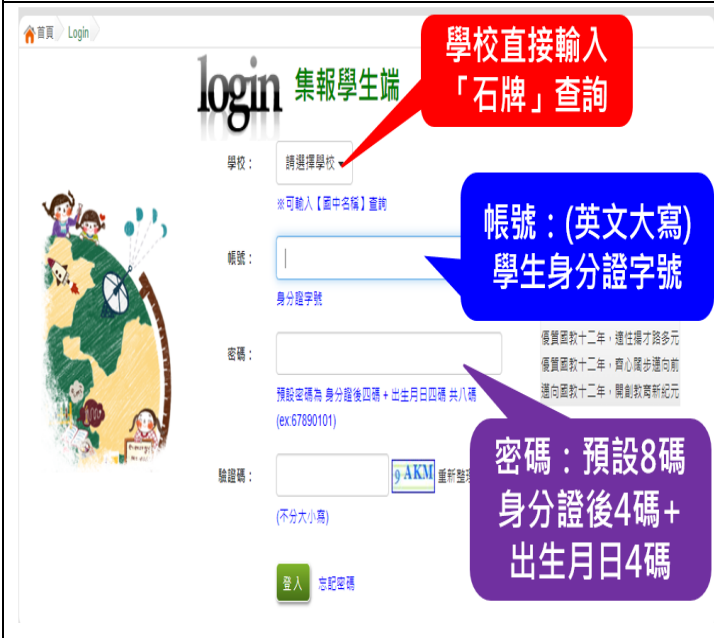 首頁 Login
login 集報學生端
學校直接輸入
「石牌」查詢
學校：
請選擇學校
※可輸入【國中名稱】查詢
帳號：
身分證字號
帳號：(英文大寫)
學生身分證字號
優質國教十二年，適性揚才路多元
優質國教十二年，齊心闊步邁向前
邁向國教十二年，開創教育新紀元
密碼：
預設密碼為 身分證後四碼 + 出生月日四碼 共八碼
(ex:67890101)
密碼：預設8碼
身分證後4碼+
出生月日4碼
驗證碼：
9 AKM 重新整理
(不分大小寫)
登入 忘記密碼